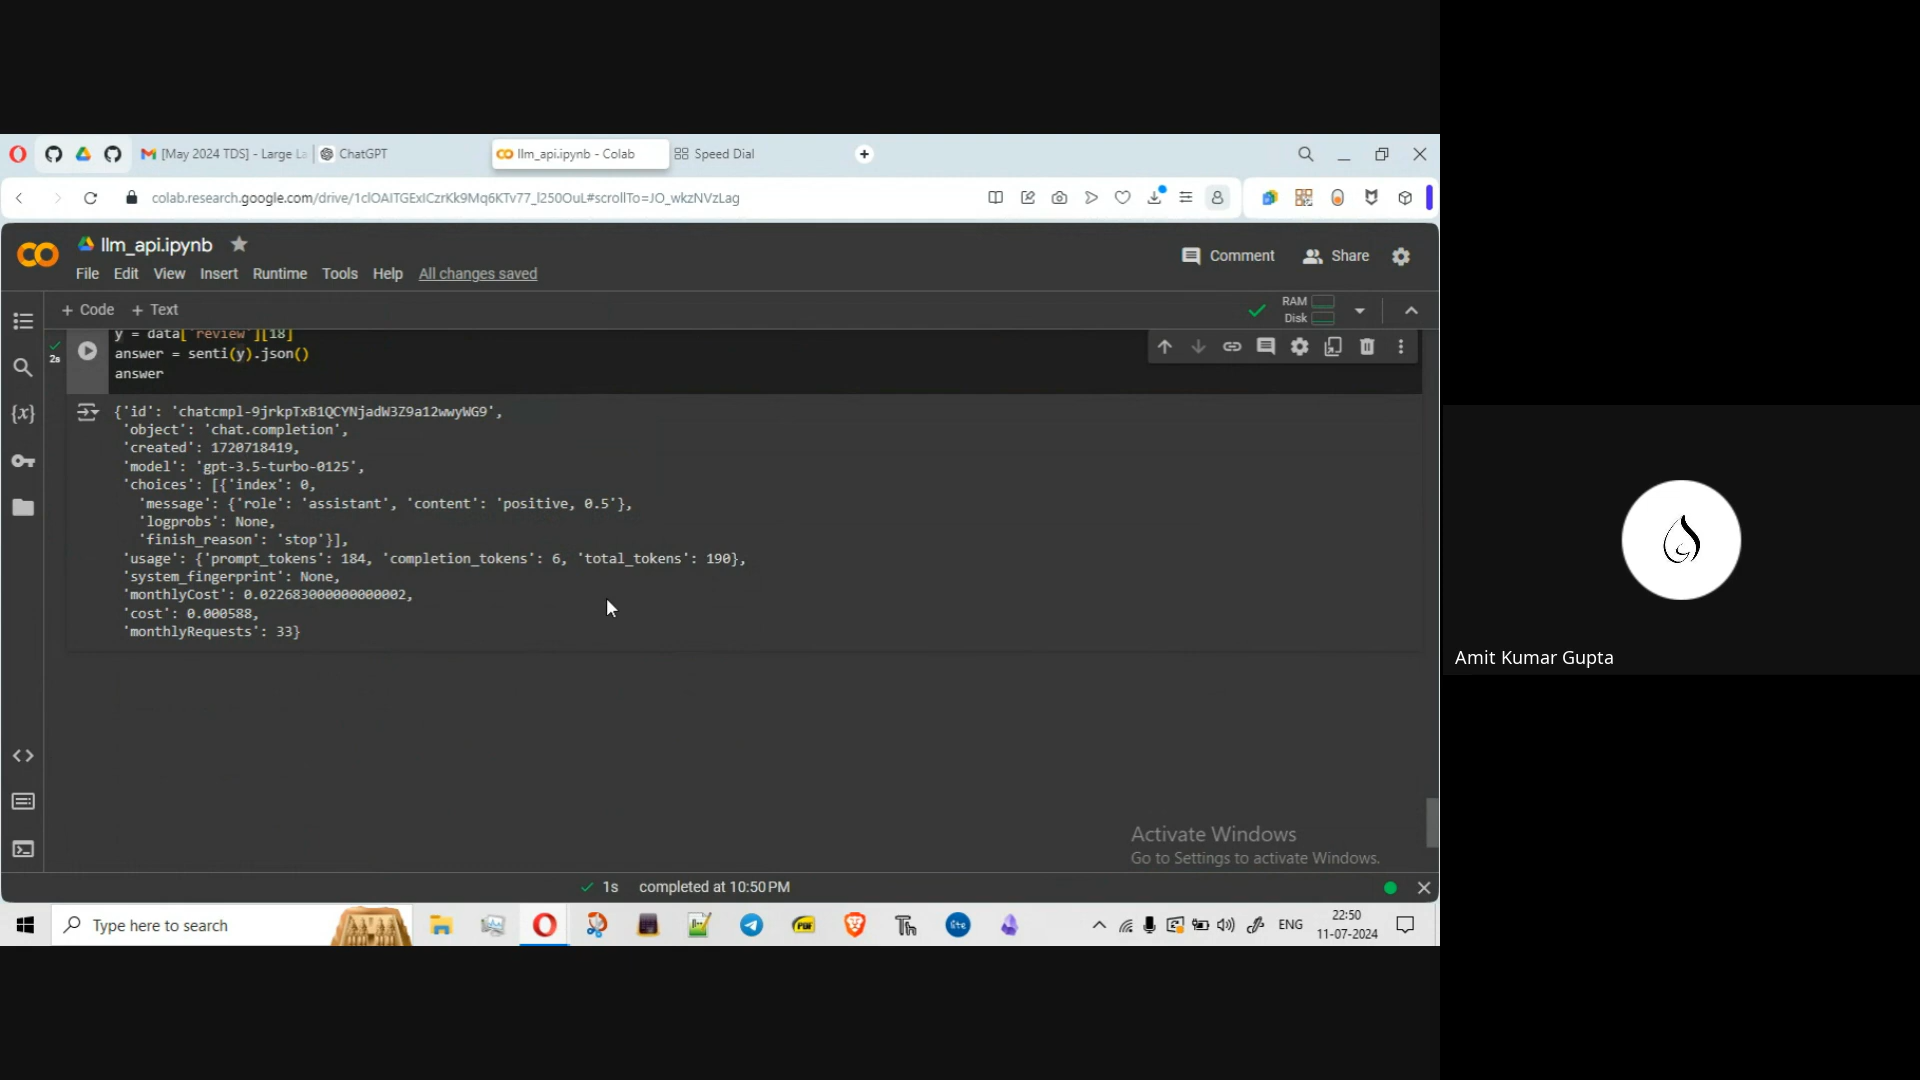 [May 2024 TDS] - Large La
ChatGPT
llm_api.ipynb - Colab
Speed Dial
colab.research.google.com/drive/1clOAITGExICzrKk9Mq6KTv77_l250OuL#scrollTo=JO_wkzNVzLag
llm_api.ipynb
Comment
Share
File Edit View Insert Runtime Tools Help All changes saved
+ Code + Text
RAM
Disk
y = data['review'][18]
2s
answer = senti(y).json()
answer
{'id': 'chatcmpl-9jrkpTxB1QCYNjadW3Z9a12wwyWG9',
'object': 'chat.completion',
'created': 1720718419,
'model': 'gpt-3.5-turbo-0125',
'choices': [{'index': 0,
'message': {'role': 'assistant', 'content': 'positive, 0.5'},
'logprobs': None,
'finish_reason': 'stop'}],
'usage': {'prompt_tokens': 184, 'completion_tokens': 6, 'total_tokens': 190},
'system_fingerprint': None,
'monthlyCost': 0.022683000000000002,
'cost': 0.000588,
'monthlyRequests': 33}
{x}
Activate Windows
Go to Settings to activate Windows.
1s completed at 10:50 PM
Type here to search
PDF
lite
ENG
22:50
11-07-2024
Amit Kumar Gupta